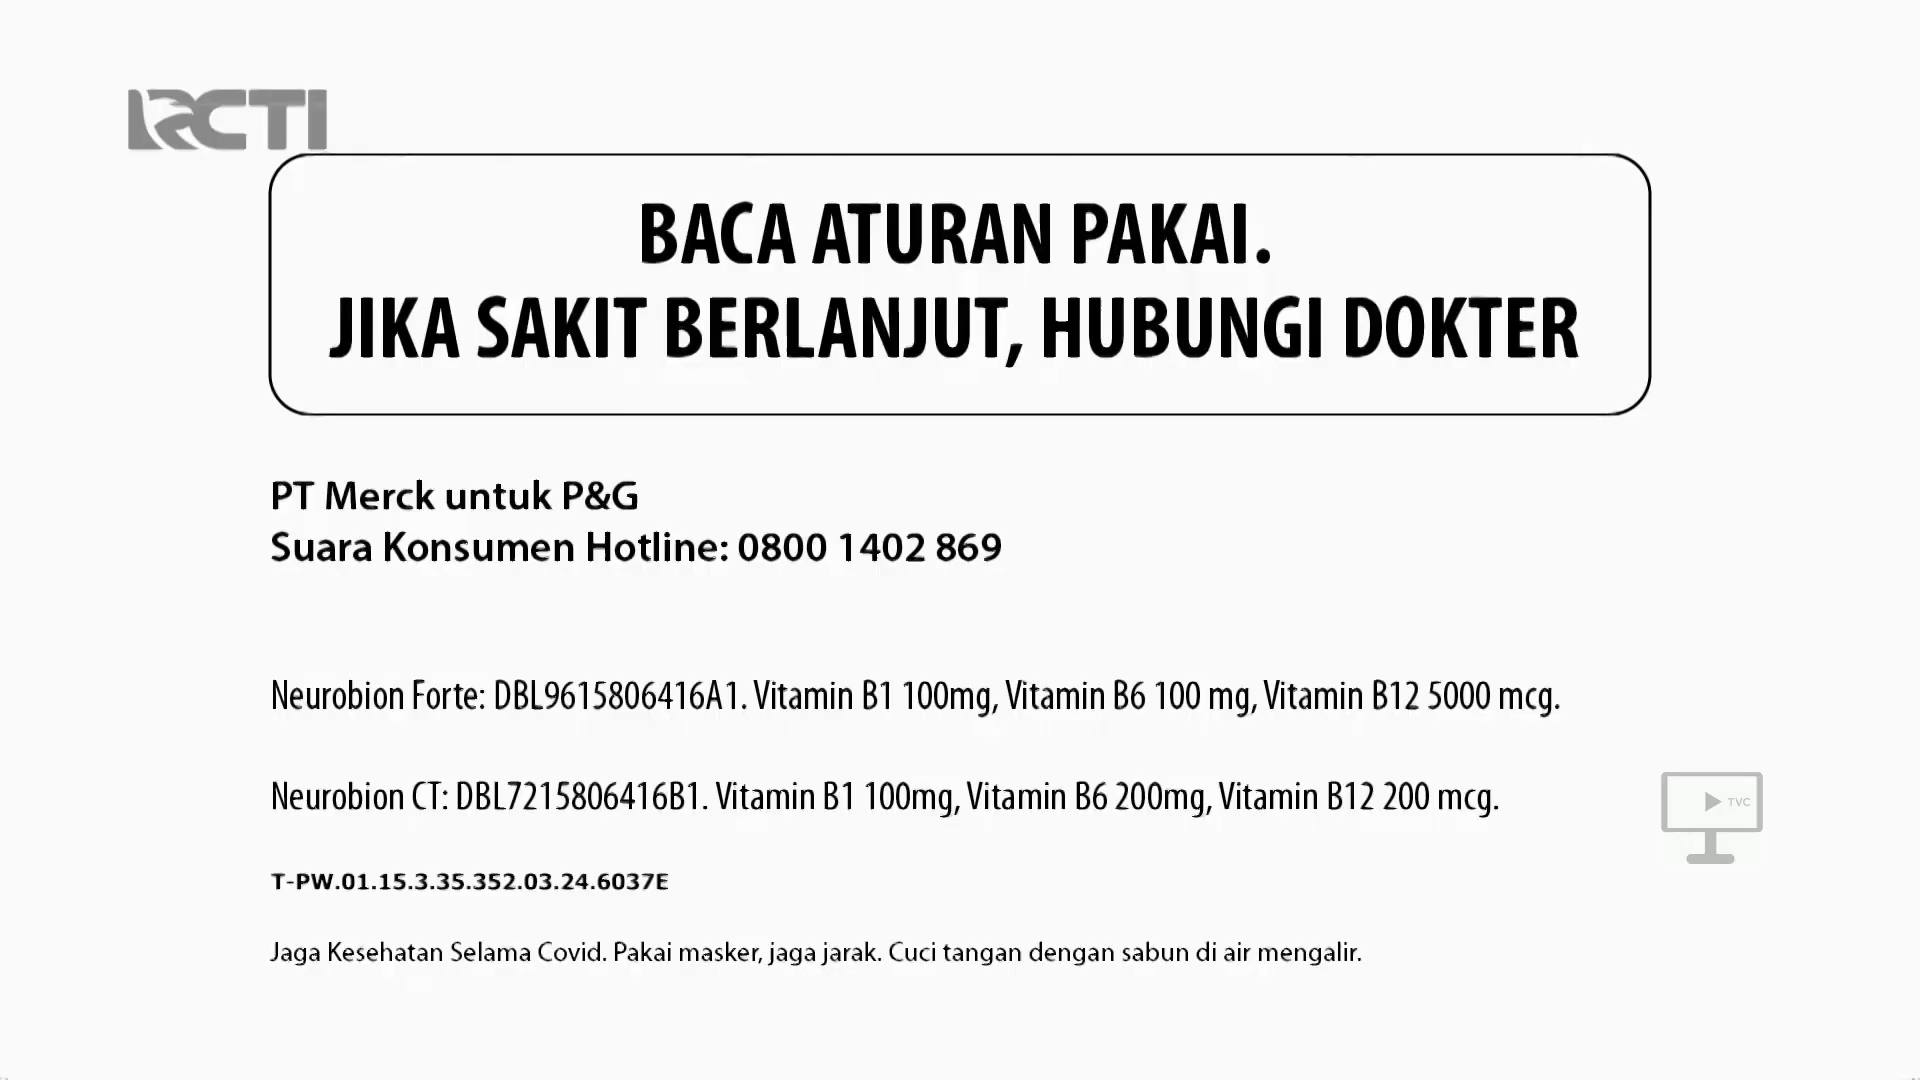 RCTI
BACA ATURAN PAKAI.
JIKA SAKIT BERLANJUT, HUBUNGI DOKTER
PT Merck untuk P&G
Suara Konsumen Hotline: 0800 1402 869
Neurobion Forte: DBL9615806416A1. Vitamin B1 100mg, Vitamin B6 100 mg, Vitamin B12 5000 mcg.
Neurobion CT: DBL7215806416B1. Vitamin B1 100mg, Vitamin B6 200mg, Vitamin B12 200 mcg.
TVC
T-PW.01.15.3.35.352.03.24.6037E
Jaga Kesehatan Selama Covid. Pakai masker, jaga jarak. Cuci tangan dengan sabun di air mengalir.